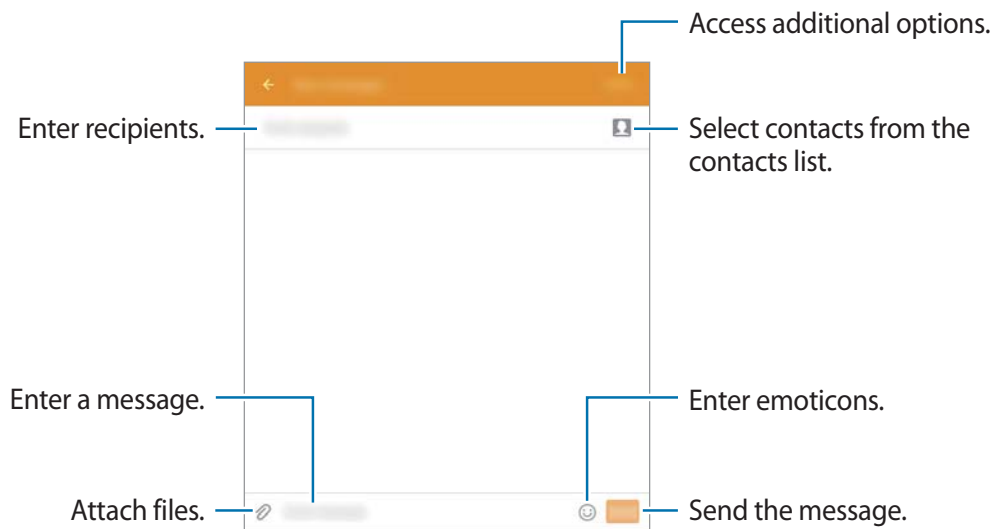 Access additional options.
Enter recipients.
Select contacts from the
contacts list.
Enter a message.
Enter emoticons.
Attach files.
Send the message.